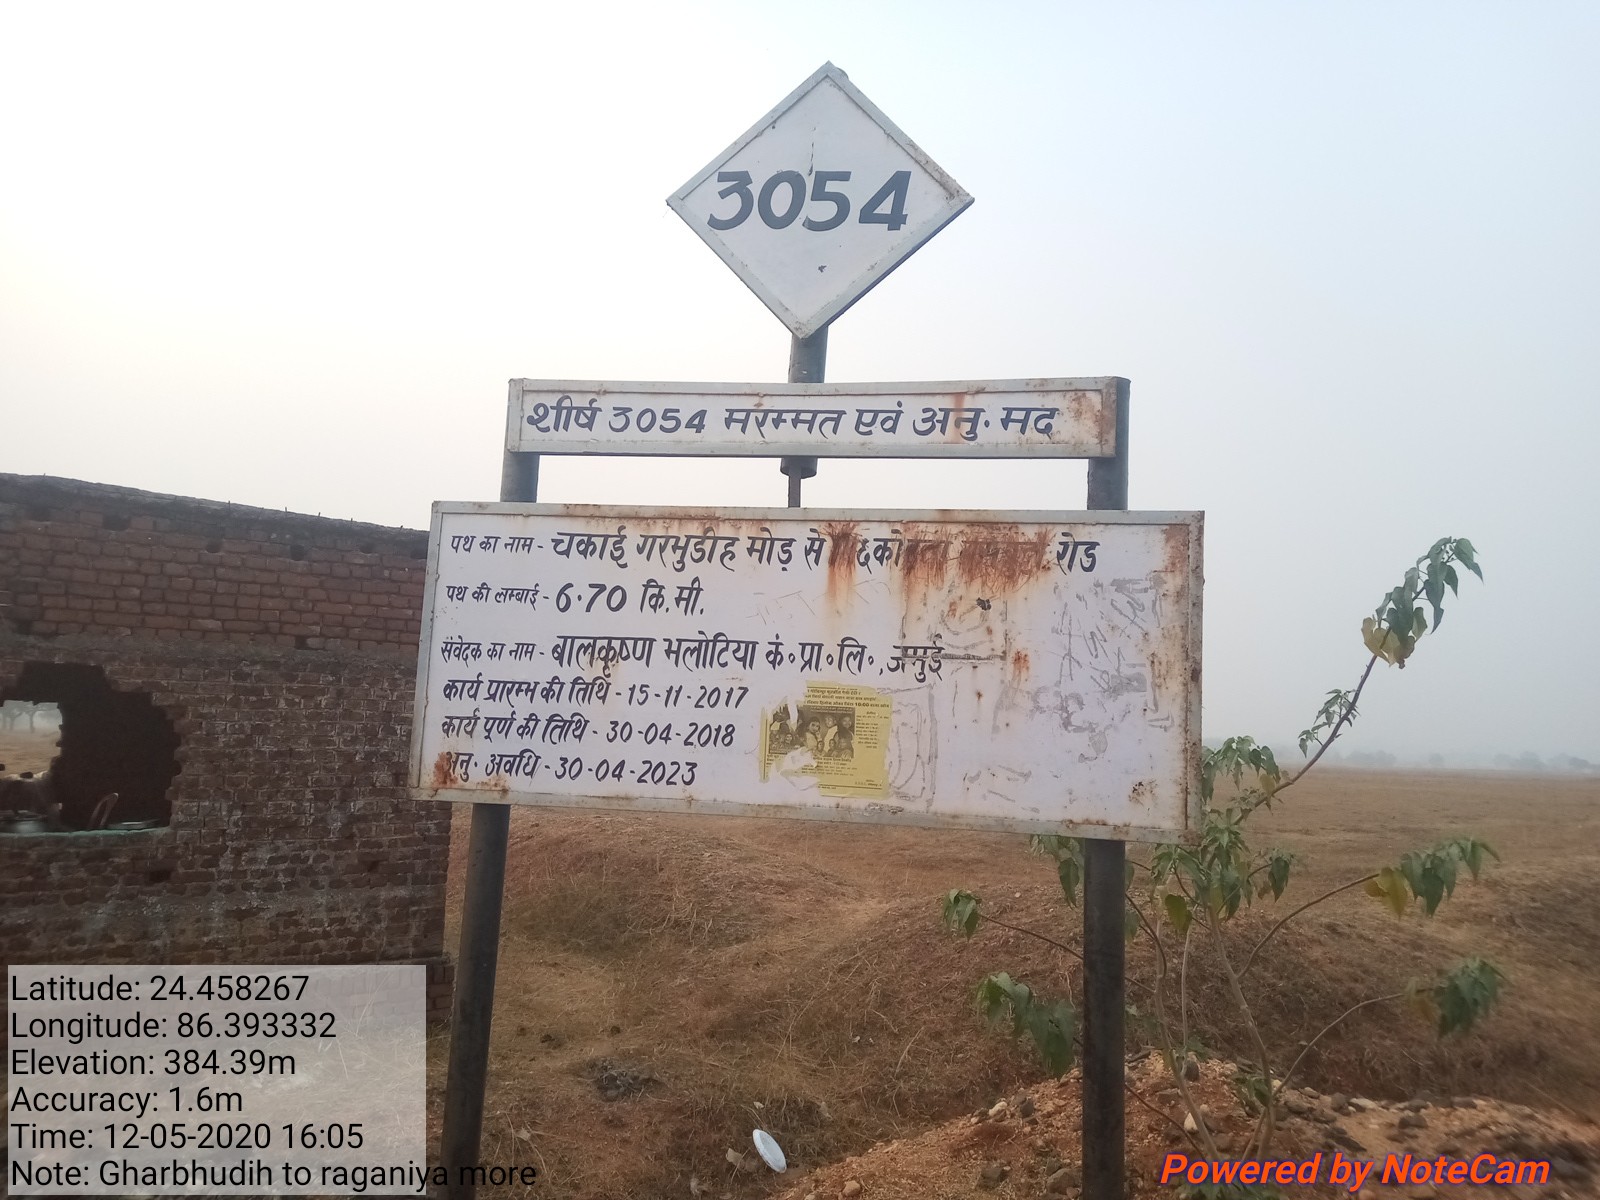 3054
शीर्ष 3054 मरम्मत एवं अनु. मद
पथ का नाम - चकाई गरभुडीह मोड़ से रोड
पथ की लम्बाई - 6.70 कि.मी.
संवेदक का नाम - बालकृष्ण भलोटिया कं॰ प्रा॰ लि॰, जमुई
कार्य प्रारम्भ की तिथि - 15-11-2017
कार्य पूर्ण की तिथि - 30-04-2018
अनु. अवधि - 30-04-2023
Latitude: 24.458267
Longitude: 86.393332
Elevation: 384.39m
Accuracy: 1.6m
Time: 12-05-2020 16:05
Note: Gharbhudih to raganiya more
Powered by NoteCam